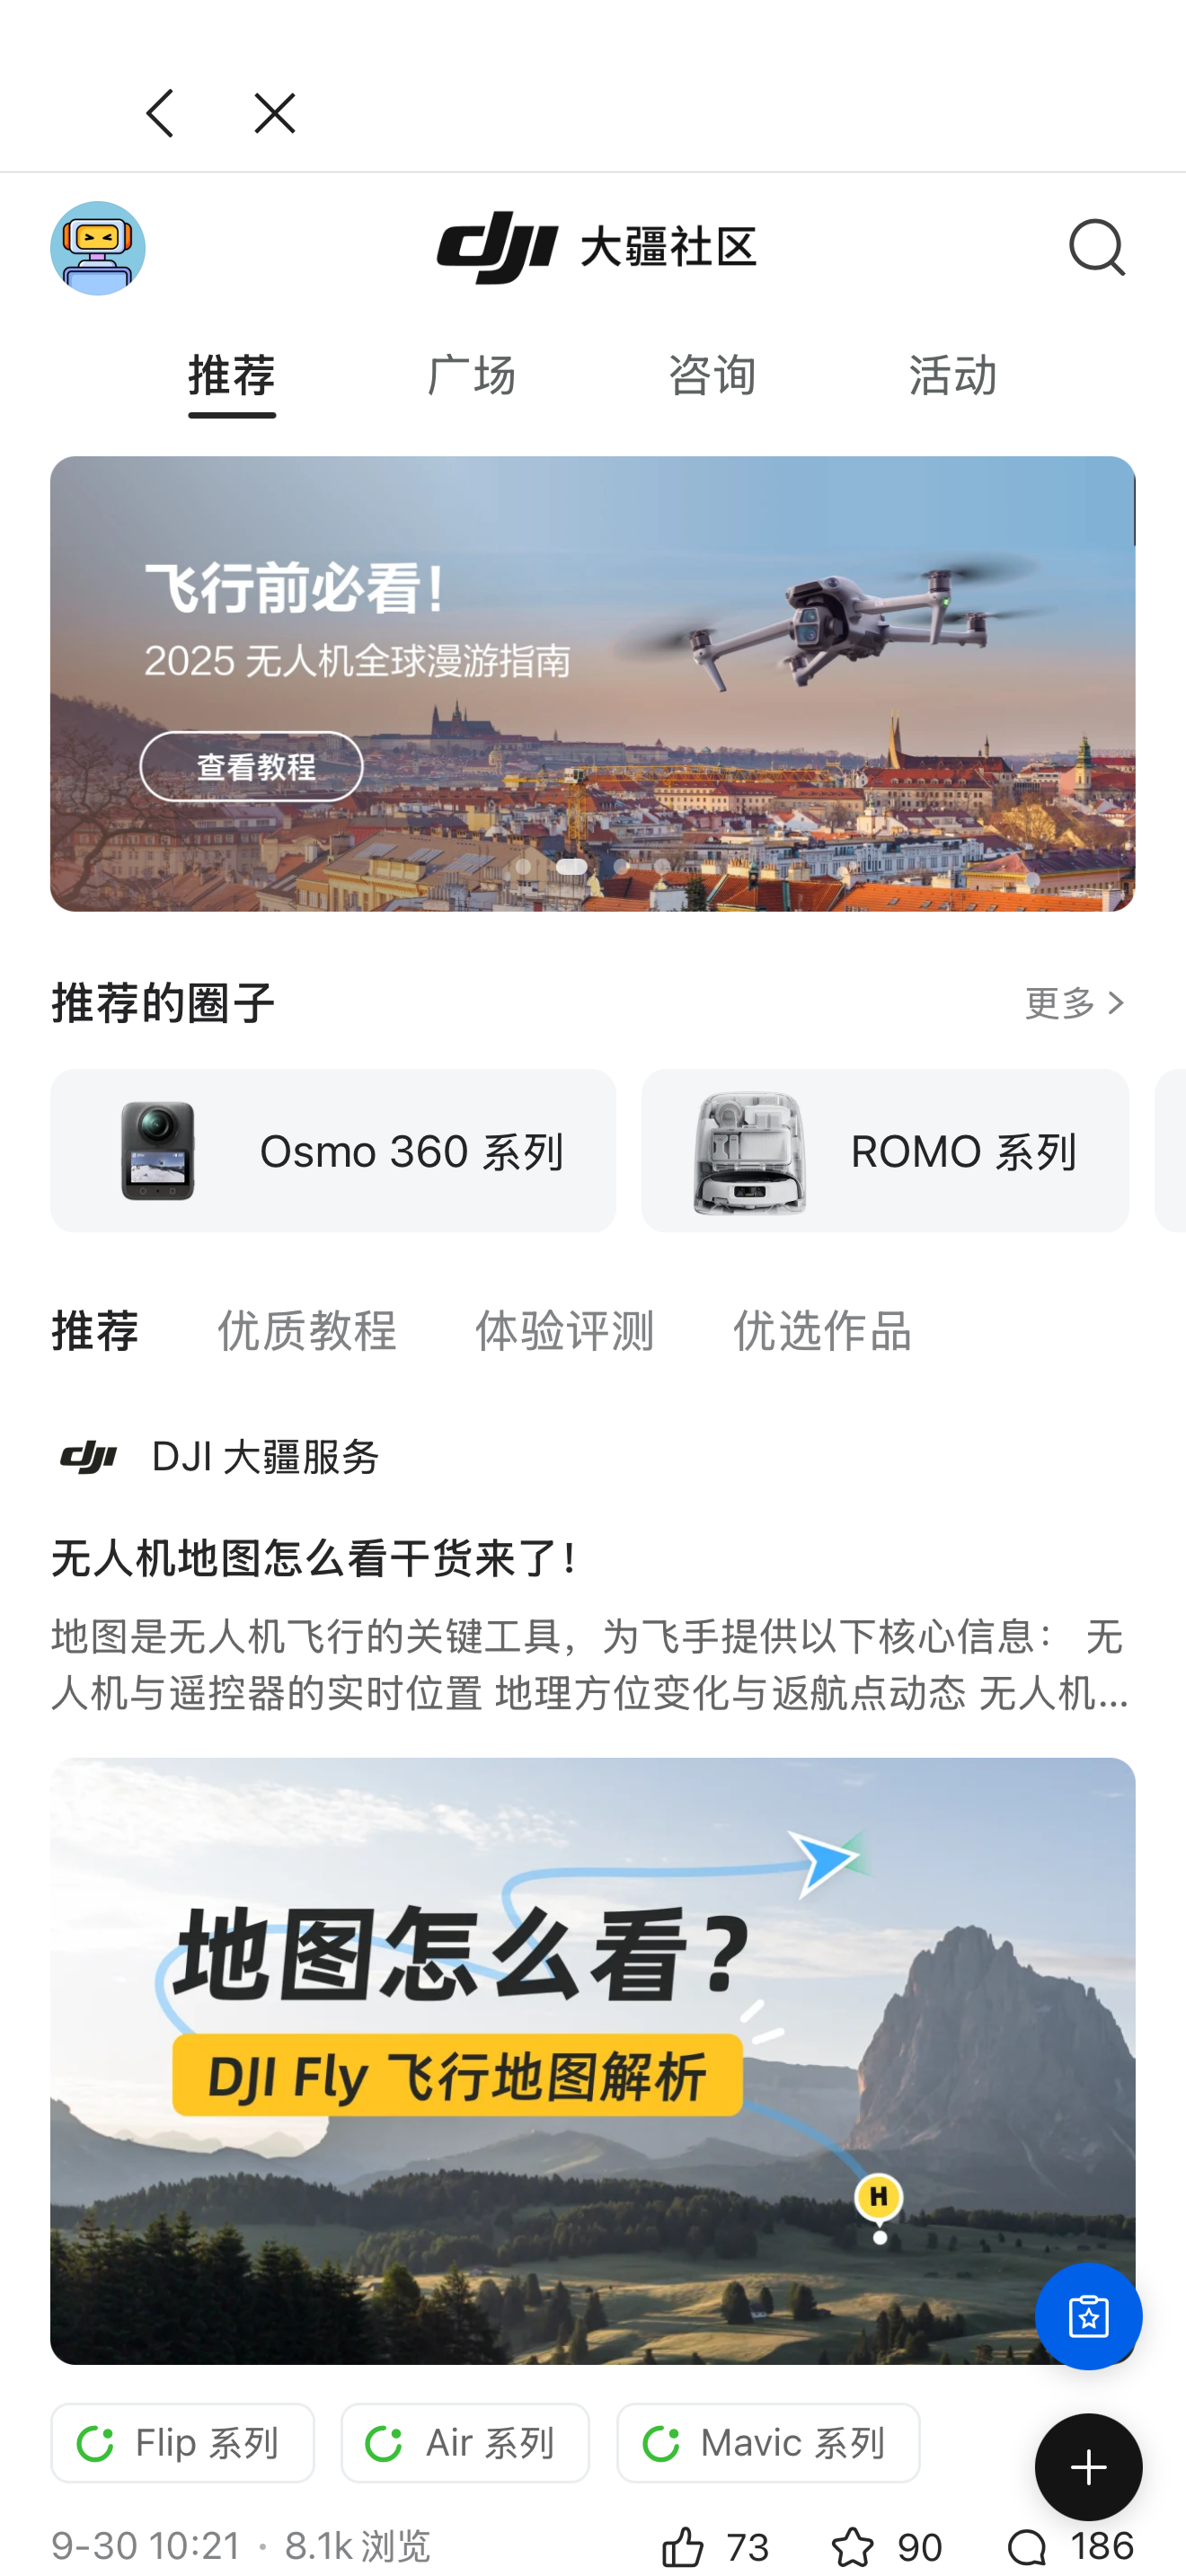 dji 大疆社区
推荐 广场 咨询 活动
飞行前必看!
2025 无人机全球漫游指南
查看教程
推荐的圈子 更多
Osmo 360 系列 ROMO 系列
推荐 优质教程 体验评测 优选作品
dji DJI 大疆服务
无人机地图怎么看干货来了!
地图是无人机飞行的关键工具，为飞手提供以下核心信息： 无
人机与遥控器的实时位置 地理方位变化与返航点动态 无人机...
地图怎么看?
DJI Fly 飞行地图解析
H
Flip 系列 Air 系列 Mavic 系列
9-30 10:21 · 8.1k 浏览 73 90 186